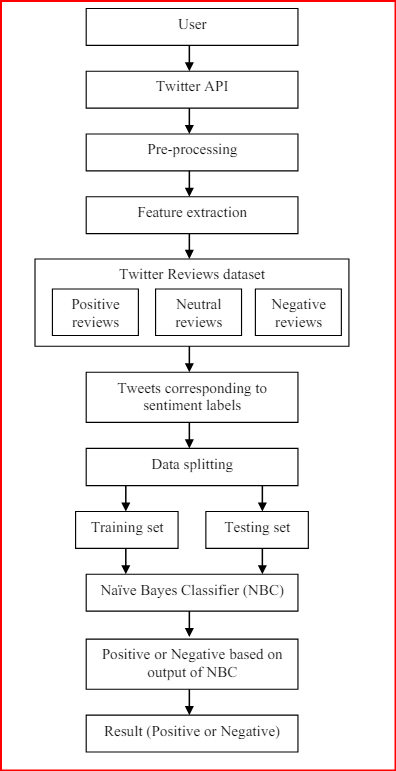 User
Twitter API
Pre-processing
Feature extraction
Twitter Reviews dataset
Positive
reviews
Neutral
reviews
Negative
reviews
Tweets corresponding to
sentiment labels
Data splitting
Training set
Testing set
Naïve Bayes Classifier (NBC)
Positive or Negative based on
output of NBC
Result (Positive or Negative)